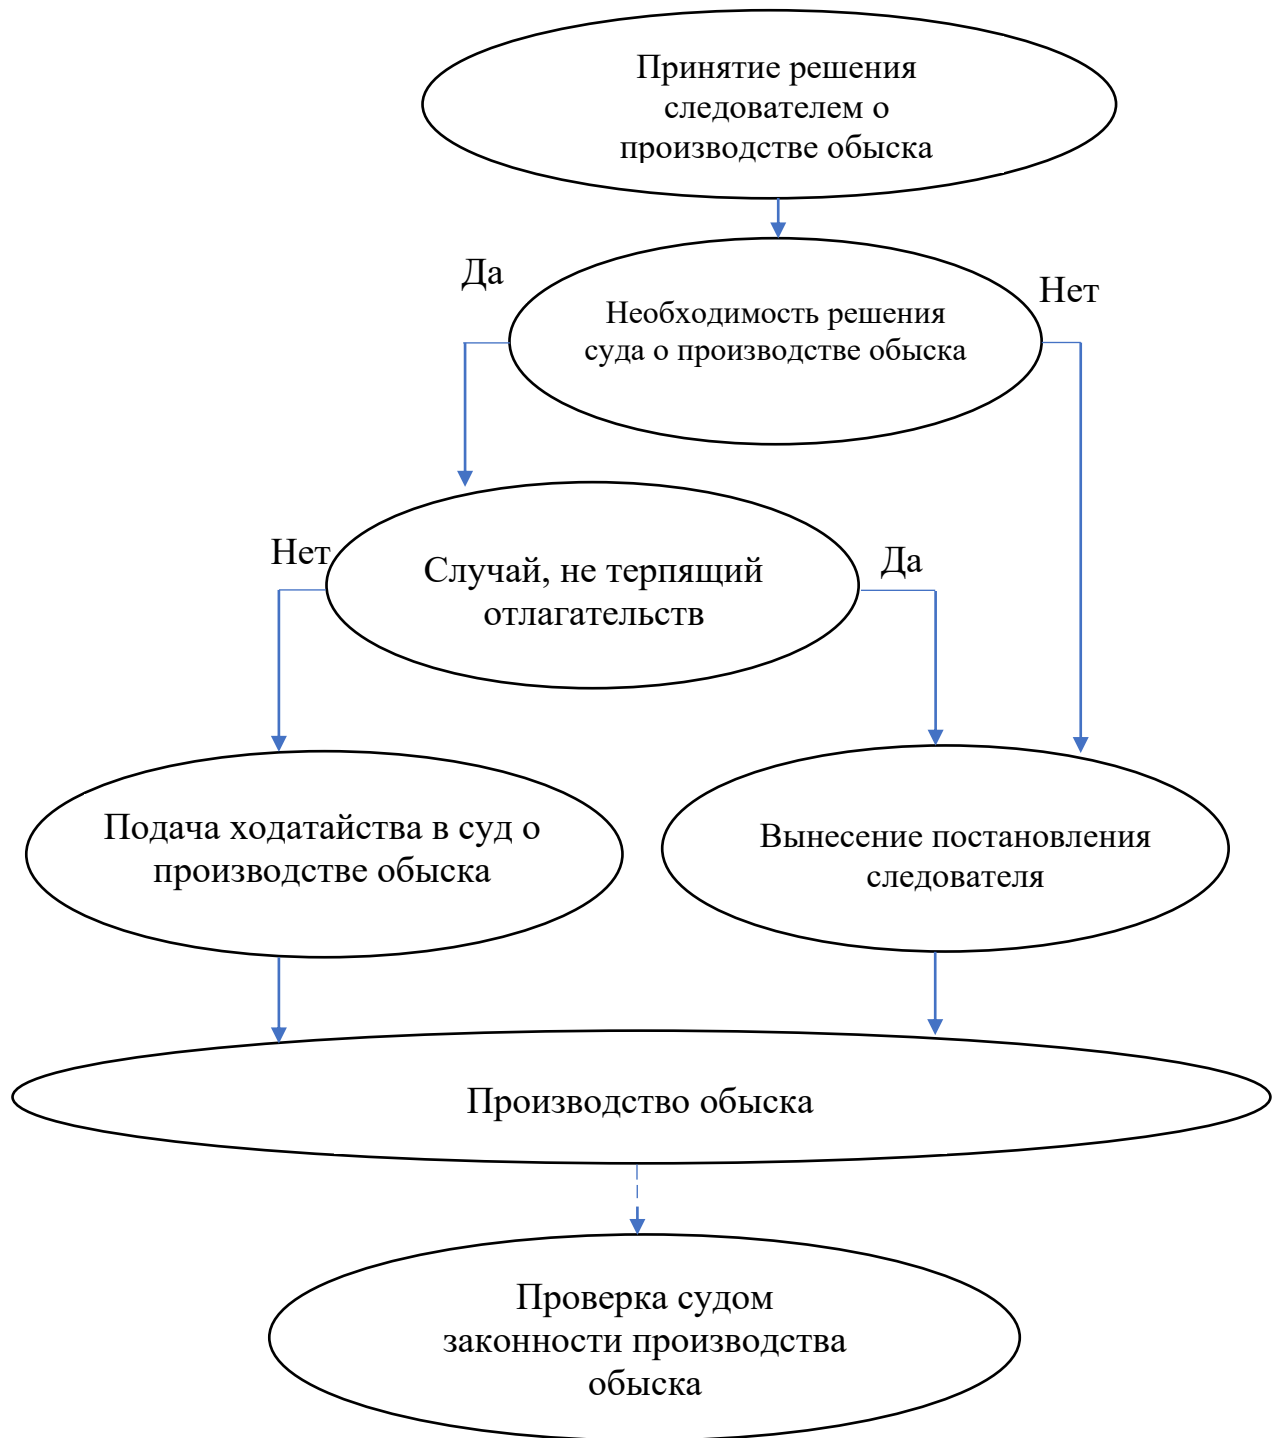 Принятие решения
следователем о
производстве обыска
Да
Нет
Необходимость решения
суда о производстве обыска
Нет
Да
Случай, не терпящий
отлагательств
Подача ходатайства в суд о
производстве обыска
Вынесение постановления
следователя
Производство обыска
Проверка судом
законности производства
обыска